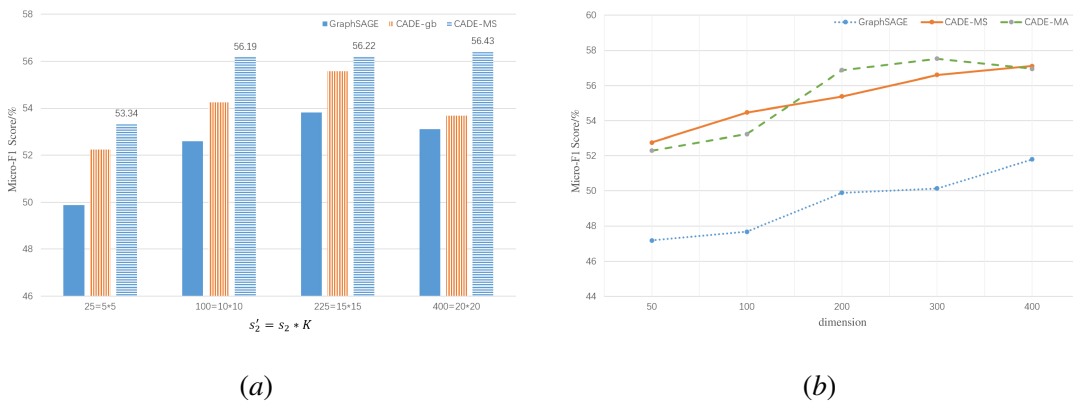 GraphSAGE CADE-gb CADE-MS
58
56
54
52
50
48
46
Micro-F1 Score/%
53.34
56.19
56.22
56.43
25=5*5 100=10*10 225=15*15 400=20*20
s₂′ = s₂ * K
(a)
GraphSAGE CADE-MS CADE-MA
60
58
56
54
52
50
48
46
44
Micro-F1 Score/%
50 100 200 300 400
dimension
(b)